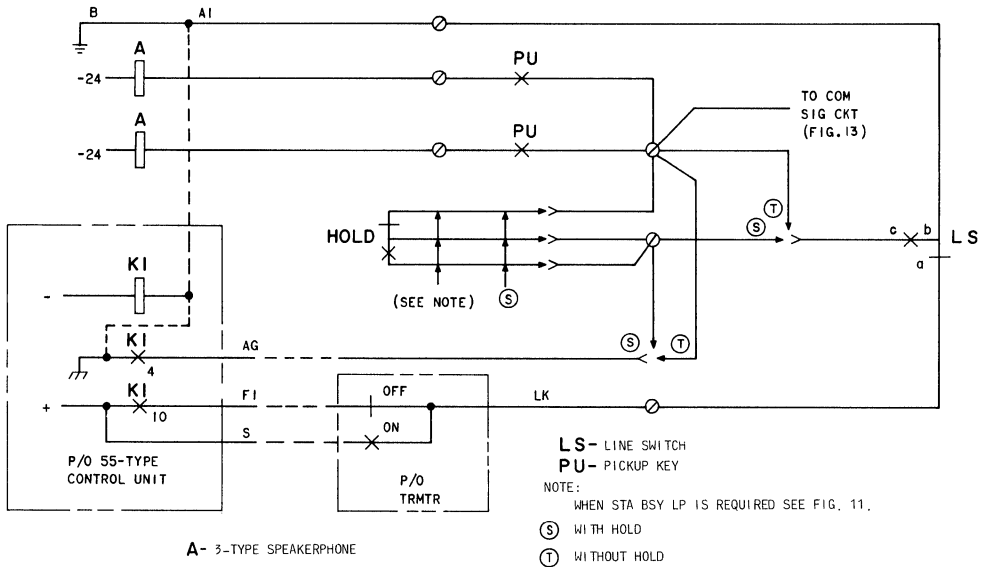 B
A1
A
PU
-24
A
PU
-24
TO COM
SIG CKT
(FIG.13)
HOLD
(SEE NOTE)
S
S
T
c
b
LS
a
K1
-
K1
4
AG
S
T
K1
+
10
F1
OFF
LK
ON
S
P/O 55-TYPE
CONTROL UNIT
P/O
TRMTR
LS- LINE SWITCH
PU- PICKUP KEY
NOTE:
WHEN STA BSY LP IS REQUIRED SEE FIG. 11.
S WITH HOLD
T WITHOUT HOLD
A- 3-TYPE SPEAKERPHONE